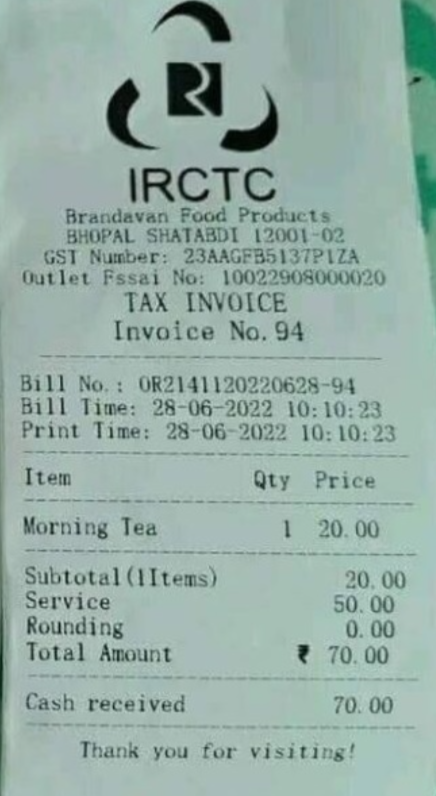 IRCTC
Brandavan Food Products
BHOPAL SHATABDI 12001-02
GST Number: 23AAGFB5137P1ZA
Outlet Fssai No: 10022908000020
TAX INVOICE
Invoice No. 94
Bill No.: OR2141120220628-94
Bill Time: 28-06-2022 10:10:23
Print Time: 28-06-2022 10:10:23
Item Qty Price
Morning Tea 1 20.00
Subtotal(1Items) 20.00
Service 50.00
Rounding 0.00
Total Amount ₹ 70.00
Cash received 70.00
Thank you for visiting!